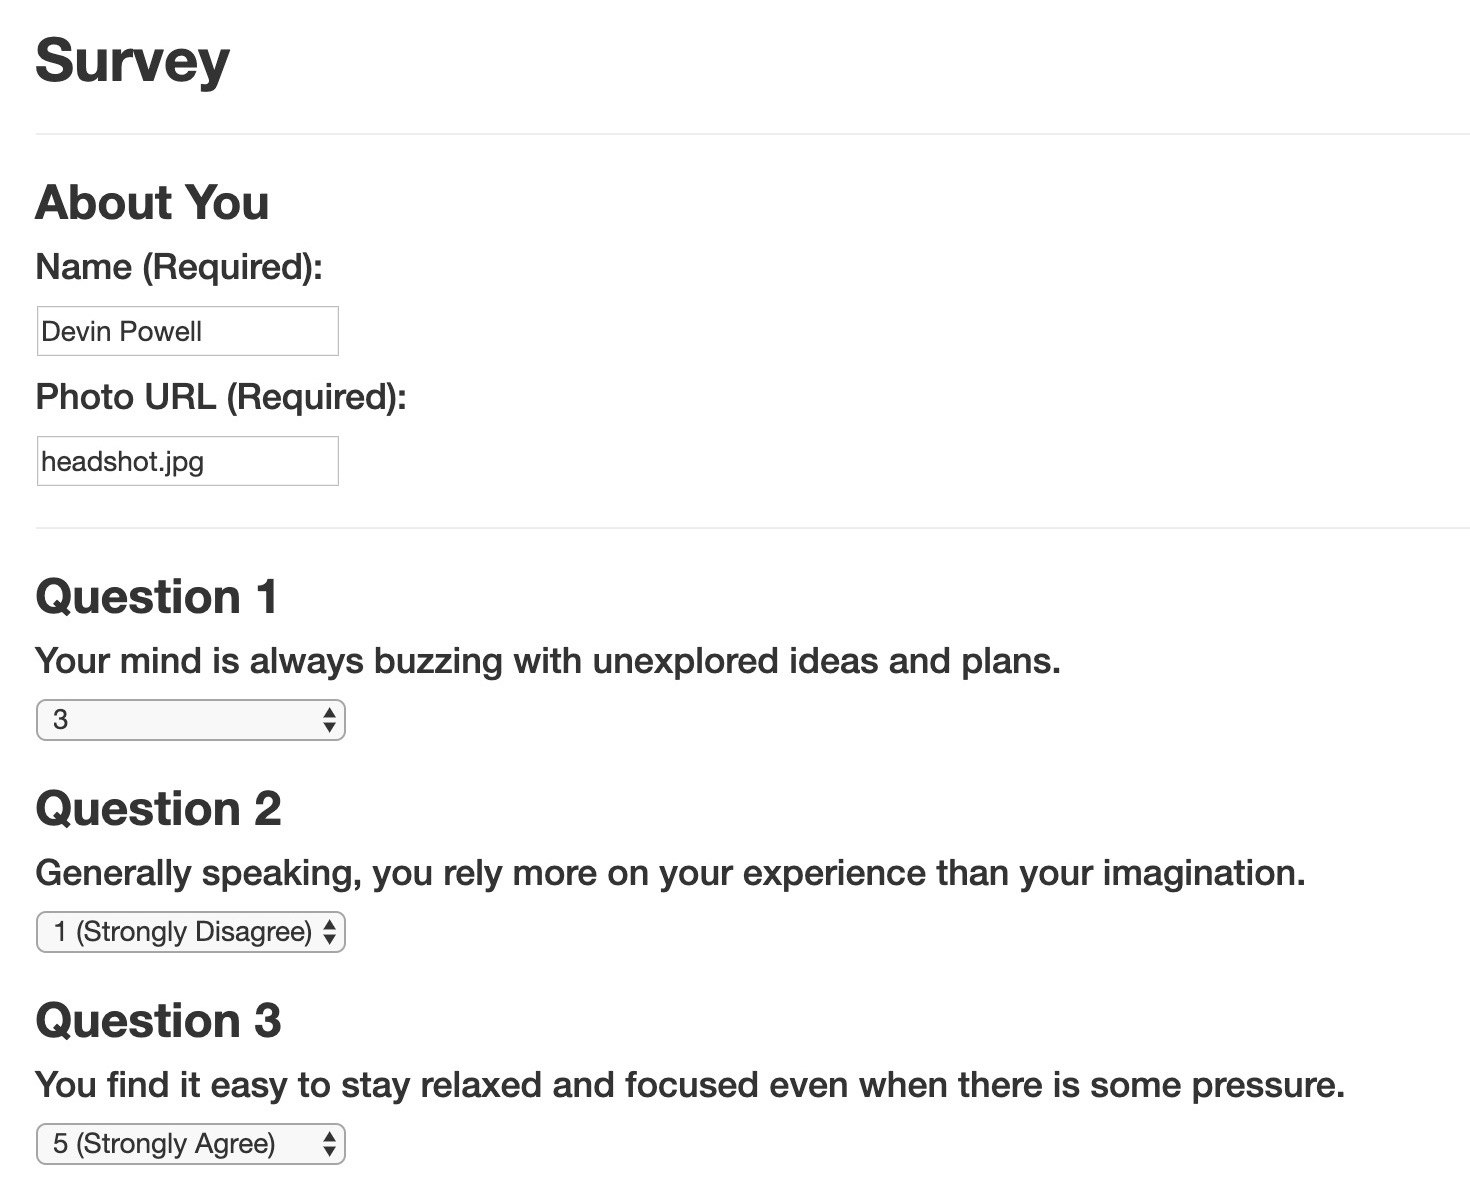 Survey
About You
Name (Required):
Devin Powell
Photo URL (Required):
headshot.jpg
Question 1
Your mind is always buzzing with unexplored ideas and plans.
3
Question 2
Generally speaking, you rely more on your experience than your imagination.
1 (Strongly Disagree)
Question 3
You find it easy to stay relaxed and focused even when there is some pressure.
5 (Strongly Agree)